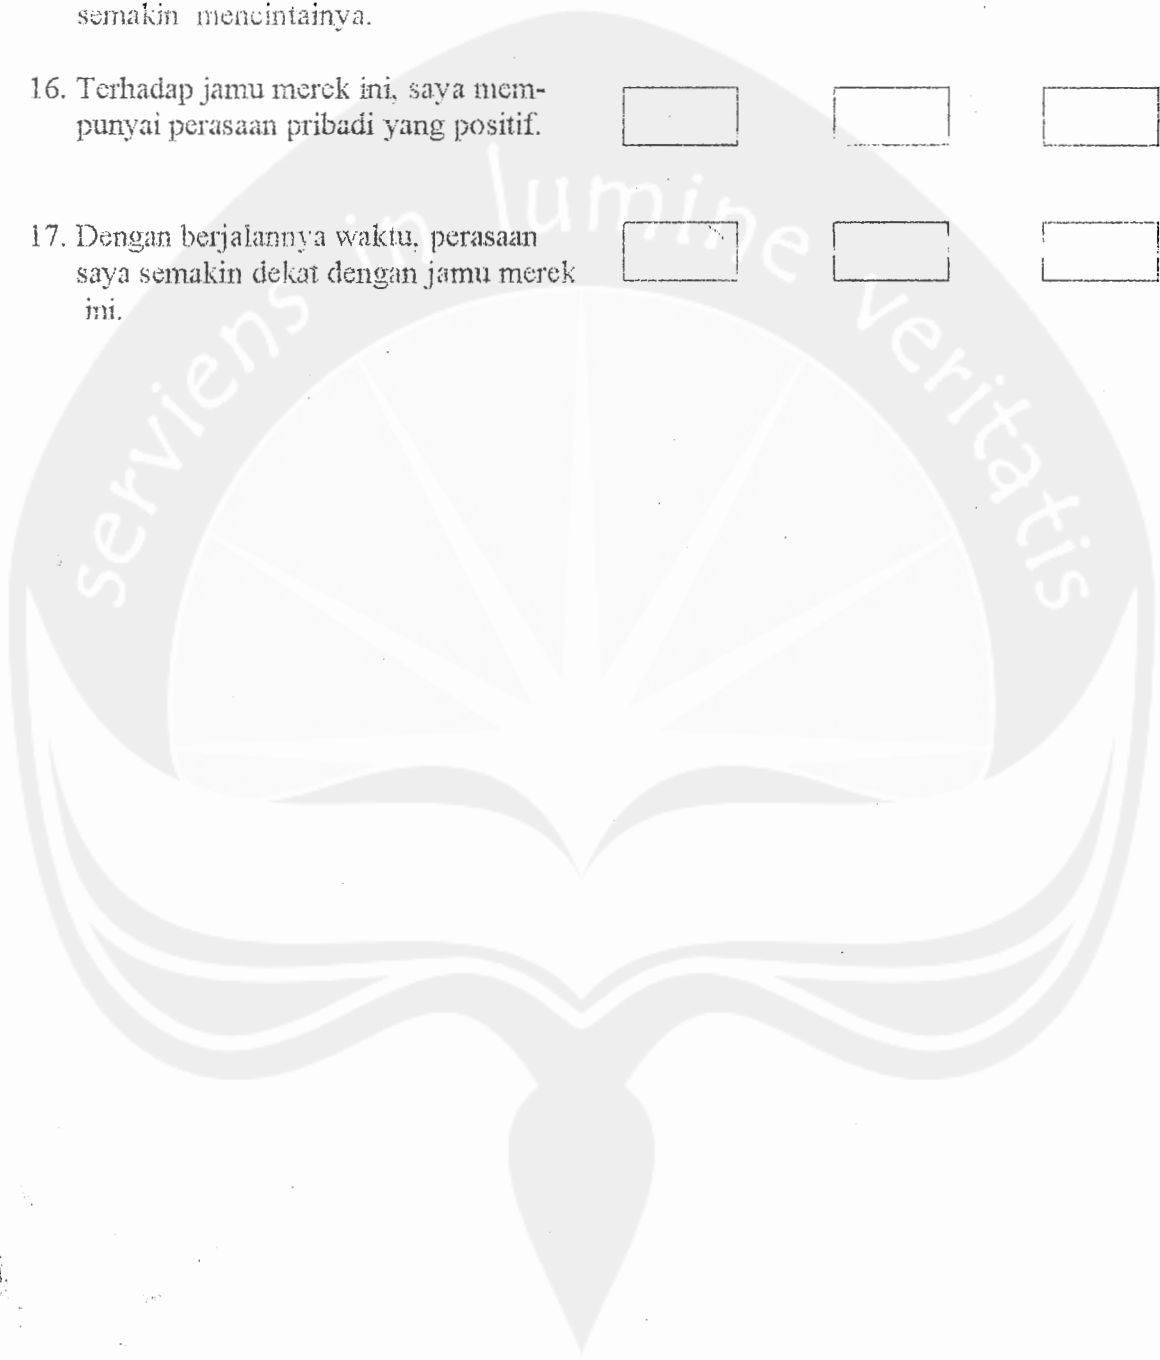 semakin mencintainya.
16. Terhadap jamu merek ini, saya mem-
punyai perasaan pribadi yang positif.
17. Dengan berjalannya waktu, perasaan
saya semakin dekat dengan jamu merek
ini.
serviens in lumine veritatis